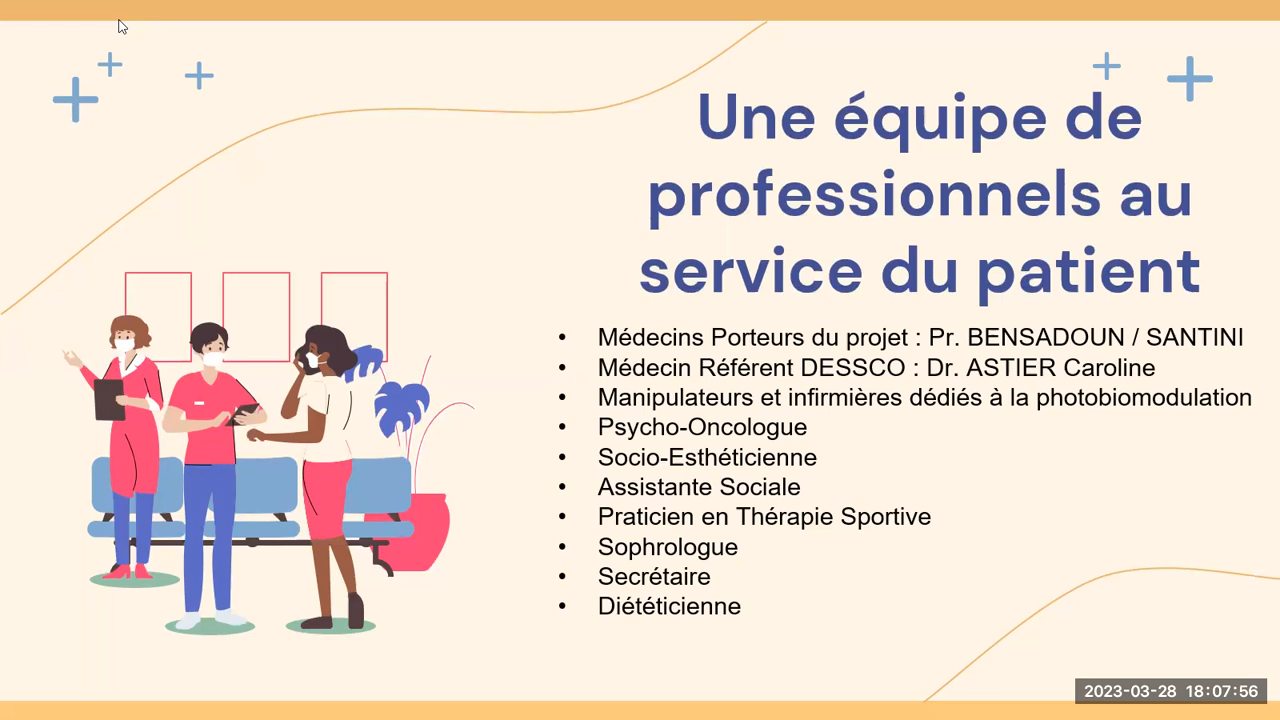 Une équipe de
professionnels au
service du patient
• Médecins Porteurs du projet : Pr. BENSADOUN / SANTINI
• Médecin Référent DESSCO : Dr. ASTIER Caroline
• Manipulateurs et infirmières dédiés à la photobiomodulation
• Psycho-Oncologue
• Socio-Esthéticienne
• Assistante Sociale
• Praticien en Thérapie Sportive
• Sophrologue
• Secrétaire
• Diététicienne
2023-03-28 18:07:56